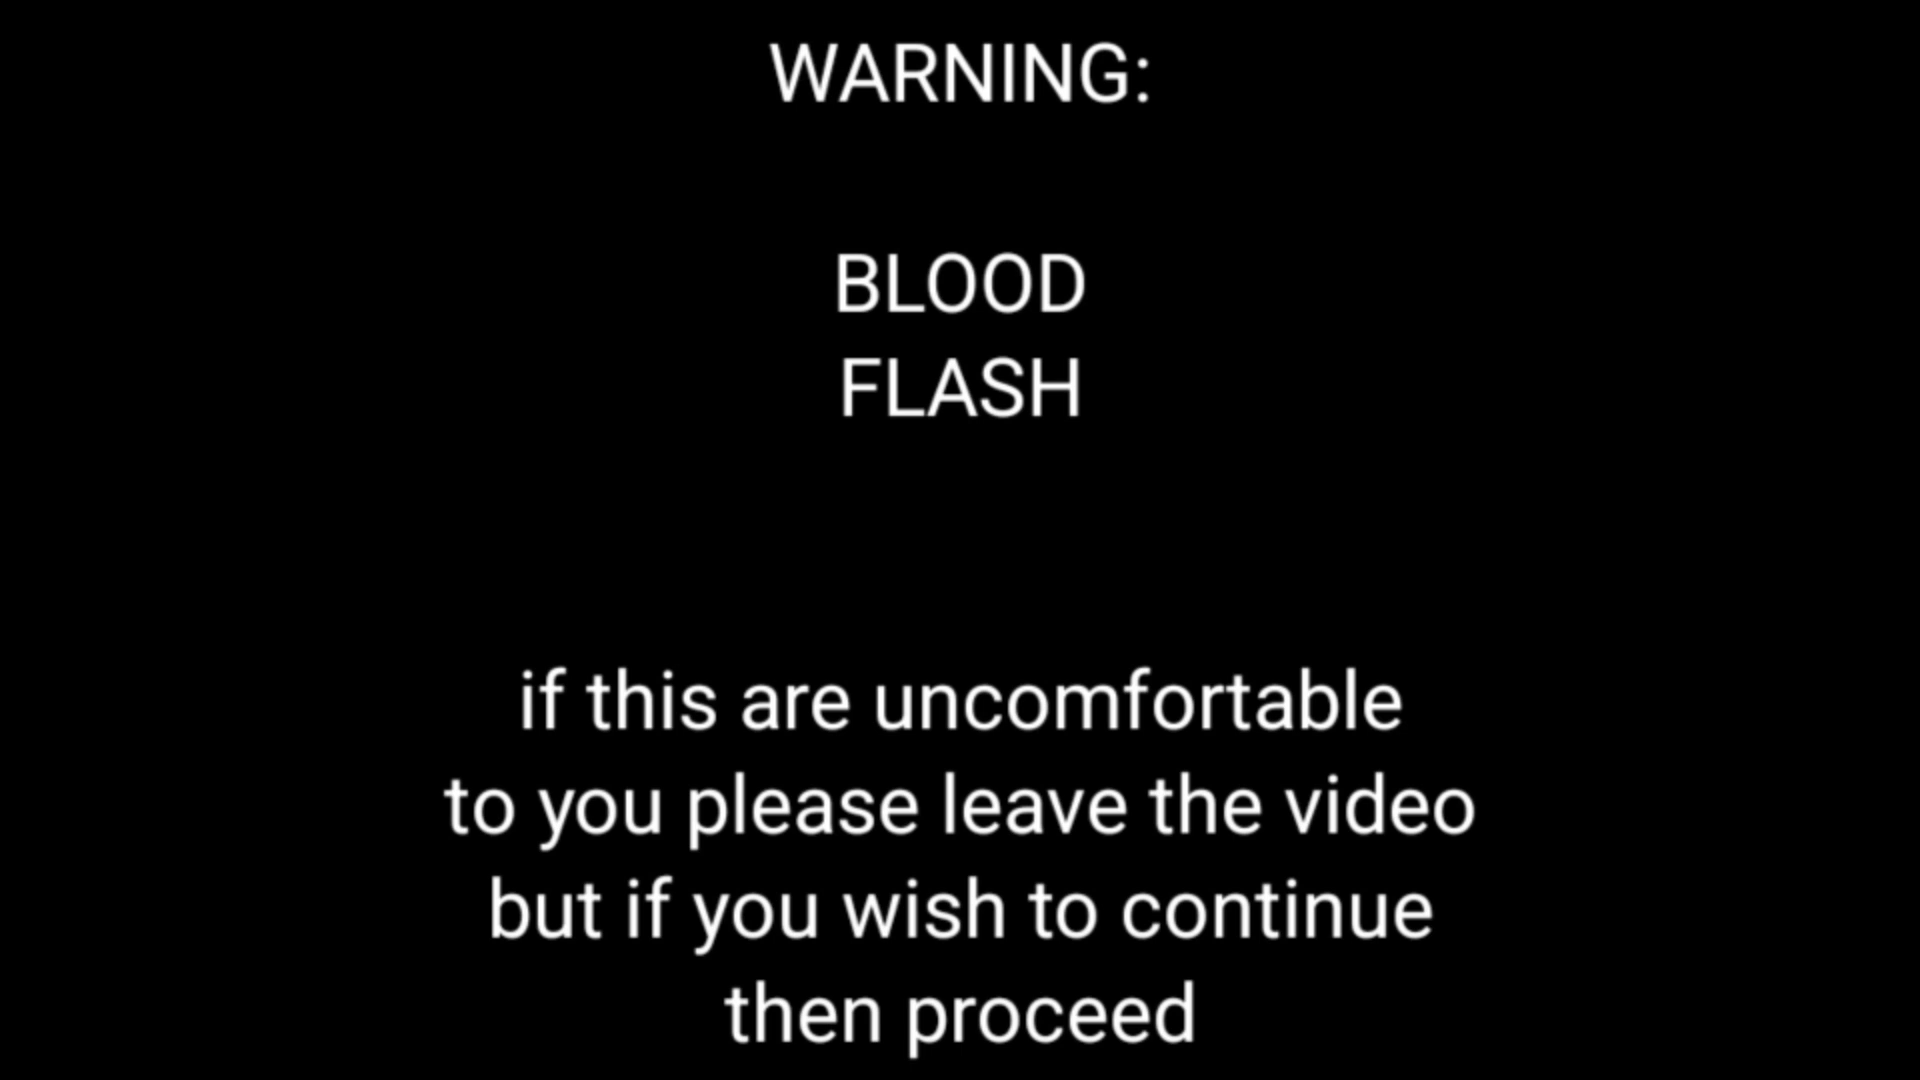 WARNING:
BLOOD
FLASH
if this are uncomfortable
to you please leave the video
but if you wish to continue
then proceed